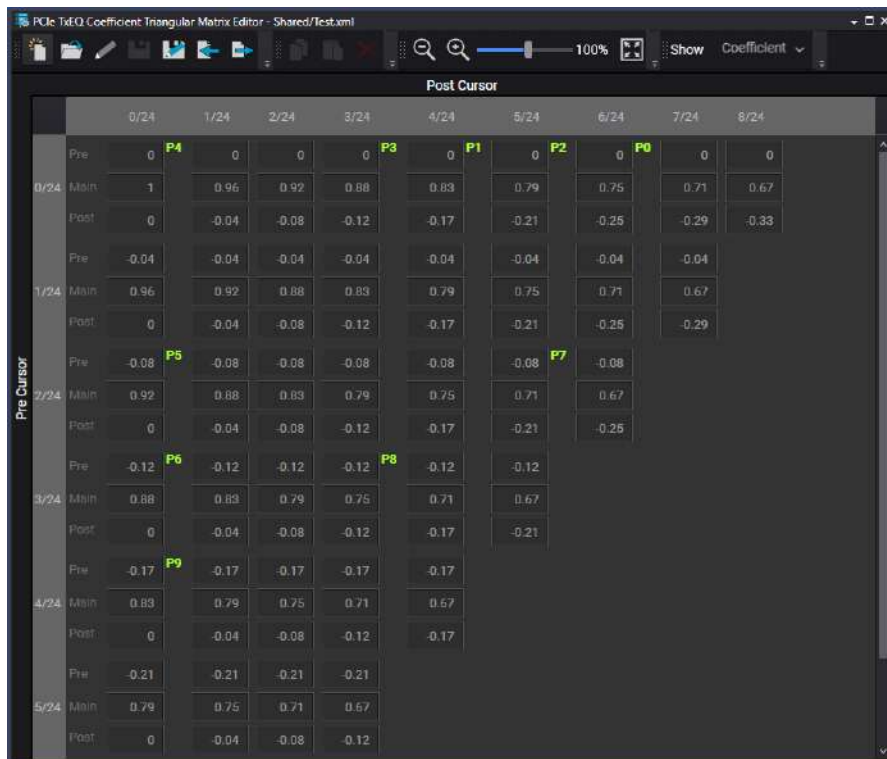 PCIe TxEQ Coefficient Triangular Matrix Editor - Shared/Test.xml
100% Show Coefficient
Post Cursor
0/24 1/24 2/24 3/24 4/24 5/24 6/24 7/24 8/24
Pre Cursor
Pre 0 P4 0 0 0 P3 0 P1 0 P2 0 P0 0 0
0/24 Main 1 0.96 0.92 0.88 0.83 0.79 0.75 0.71 0.67
Post 0 -0.04 -0.08 -0.12 -0.17 -0.21 -0.25 -0.29 -0.33
Pre -0.04 -0.04 -0.04 -0.04 -0.04 -0.04 -0.04 -0.04
1/24 Main 0.96 0.92 0.88 0.83 0.79 0.75 0.71 0.67
Post 0 -0.04 -0.08 -0.12 -0.17 -0.21 -0.25 -0.29
Pre -0.08 P5 -0.08 -0.08 -0.08 -0.08 -0.08 P7 -0.08
2/24 Main 0.92 0.88 0.83 0.79 0.75 0.71 0.67
Post 0 -0.04 -0.08 -0.12 -0.17 -0.21 -0.25
Pre -0.12 P6 -0.12 -0.12 -0.12 P8 -0.12 -0.12
3/24 Main 0.88 0.83 0.79 0.75 0.71 0.67
Post 0 -0.04 -0.08 -0.12 -0.17 -0.21
Pre -0.17 P9 -0.17 -0.17 -0.17 -0.17
4/24 Main 0.83 0.79 0.75 0.71 0.67
Post 0 -0.04 -0.08 -0.12 -0.17
Pre -0.21 -0.21 -0.21 -0.21
5/24 Main 0.79 0.75 0.71 0.67
Post 0 -0.04 -0.08 -0.12